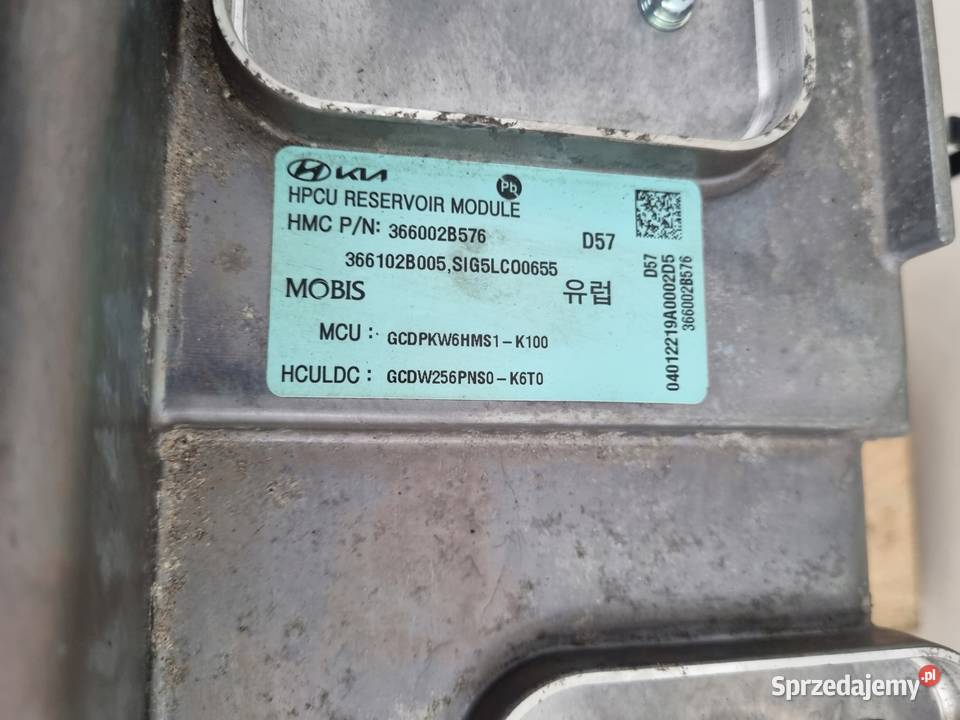 KIA
Pb
HPCU RESERVOIR MODULE
HMC P/N: 366002B576
D57
366102B005,SIG5LC00655
MOBIS
유럽
MCU : GCDPKW6HMS1-K100
HCULDC : GCDW256PNS0-K6T0
D57
04012219A0002D5
366002B576
Sprzedajemy.pl